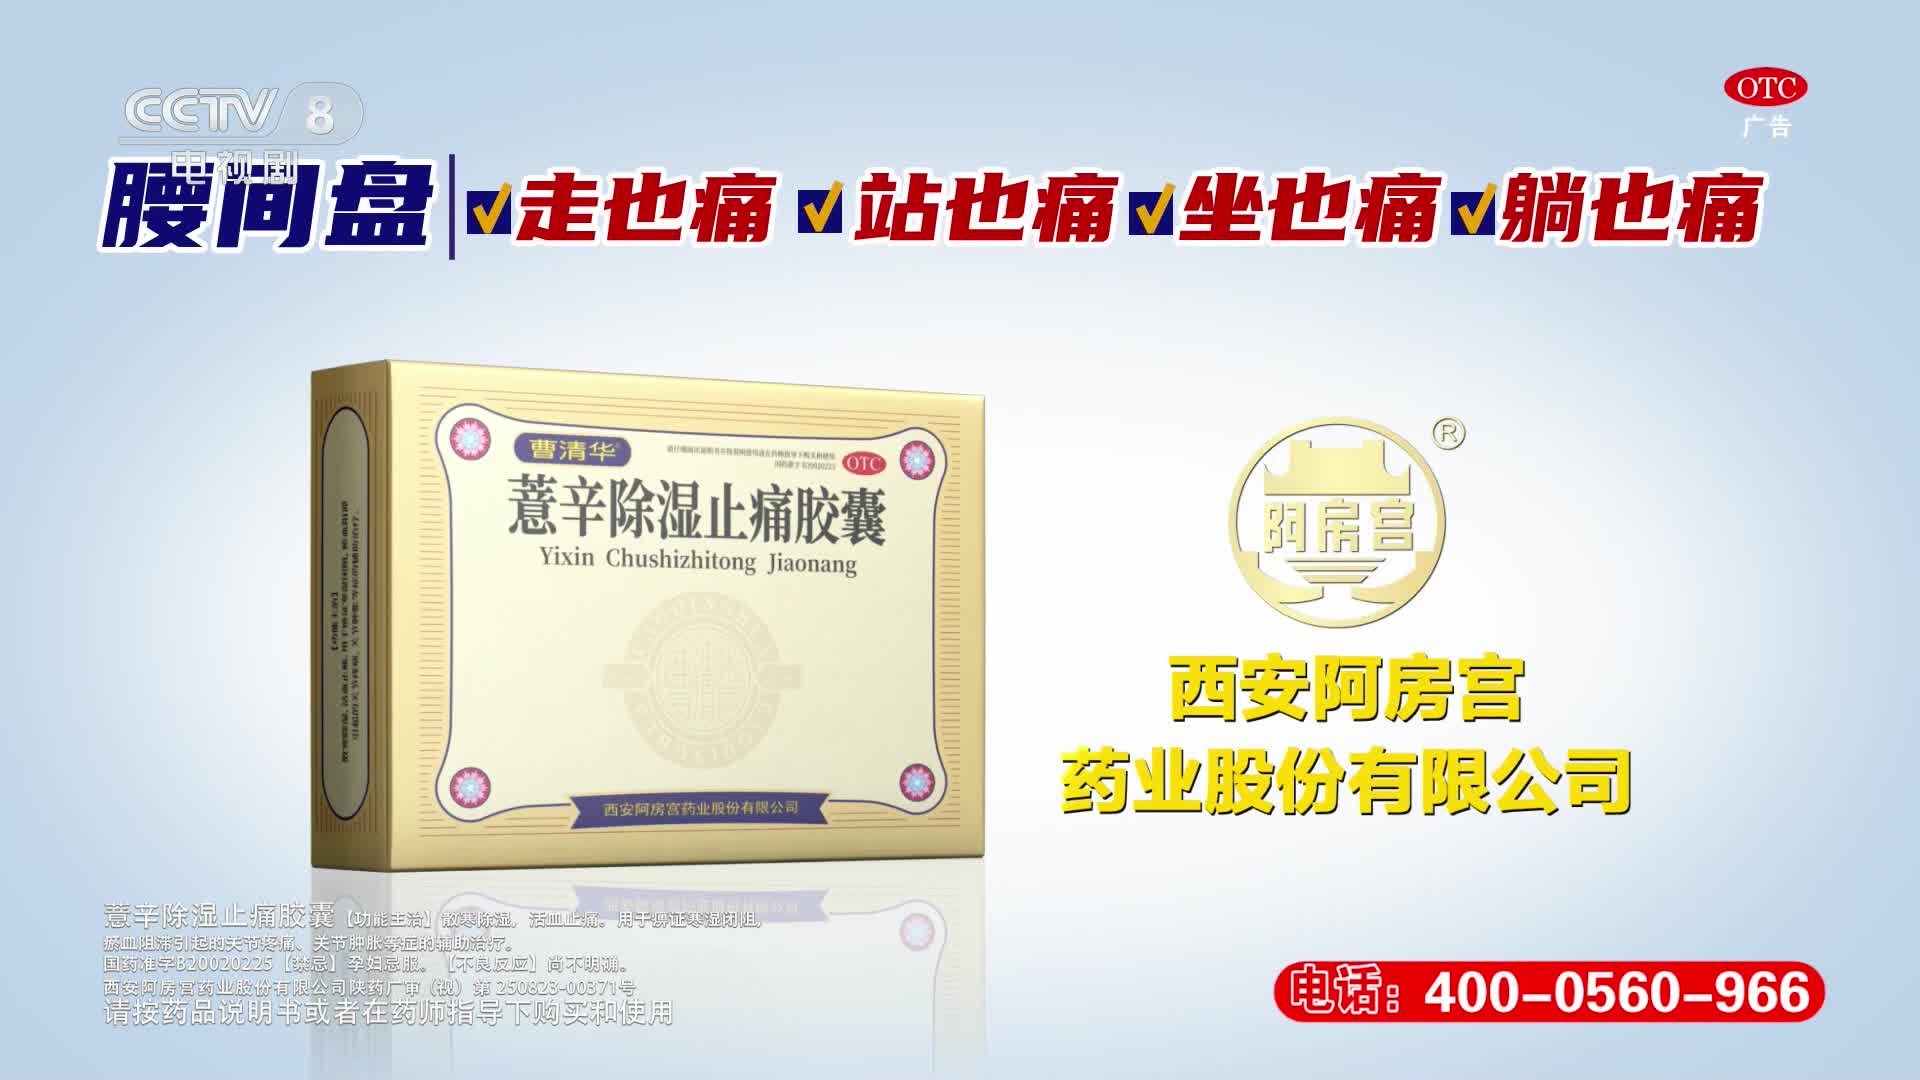 CCTV 8
电视剧
OTC
广告
腰间盘 走也痛 站也痛 坐也痛 躺也痛
曹清华
国药准字B20020225
OTC
薏辛除湿止痛胶囊
Yixin Chushizhitong Jiaonang
西安阿房宫药业股份有限公司
阿房宫
®
西安阿房宫
药业股份有限公司
薏辛除湿止痛胶囊【功能主治】散寒除湿，活血止痛。用于痹证寒湿闭阻，
瘀血阻滞引起的关节疼痛、关节肿胀等症的辅助治疗。
国药准字B20020225【禁忌】孕妇忌服。【不良反应】尚不明确。
西安阿房宫药业股份有限公司陕药广审（视）第 250823-00371号
请按药品说明书或者在药师指导下购买和使用
电话：400-0560-966